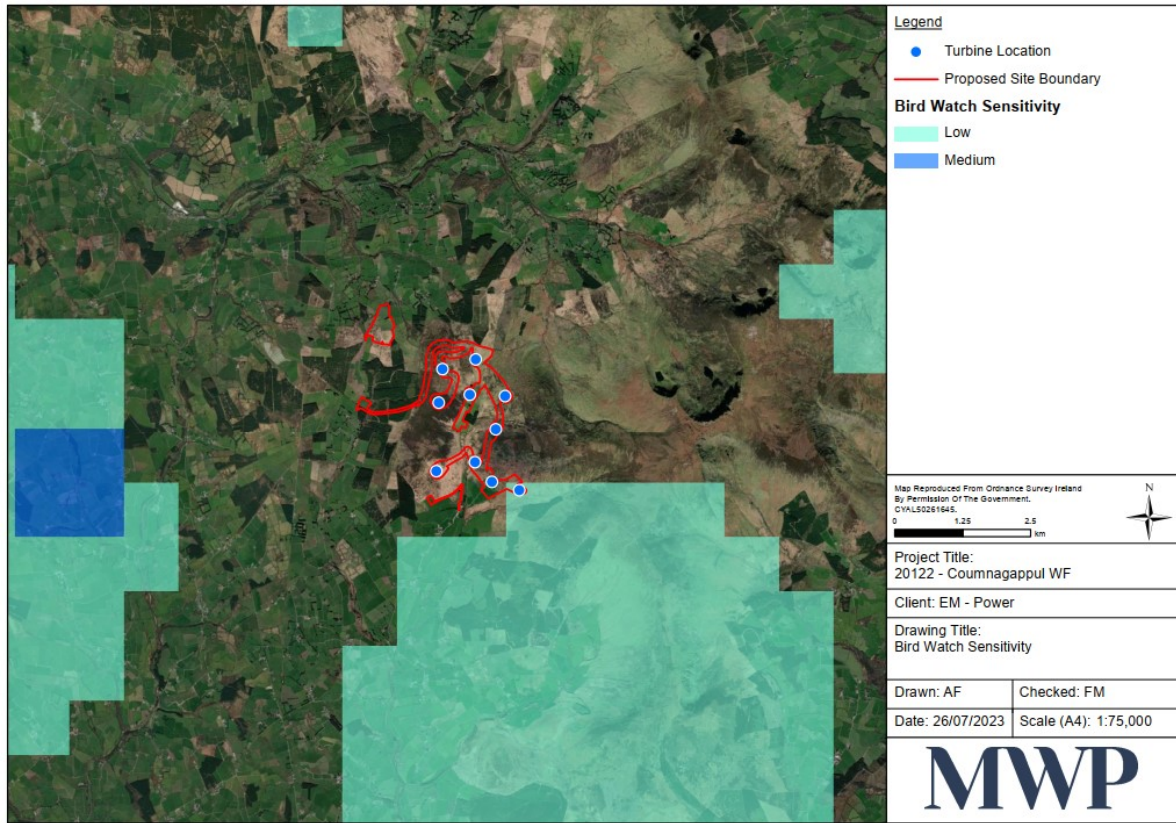 Legend
Turbine Location
Proposed Site Boundary
Bird Watch Sensitivity
Low
Medium
Map Reproduced From Ordnance Survey Ireland
By Permission Of The Government.
CYAL50261645.
N
0 1.25 2.5
km
Project Title:
20122 - Coumnagappul WF
Client: EM - Power
Drawing Title:
Bird Watch Sensitivity
Drawn: AF
Checked: FM
Date: 26/07/2023
Scale (A4): 1:75,000
MWP